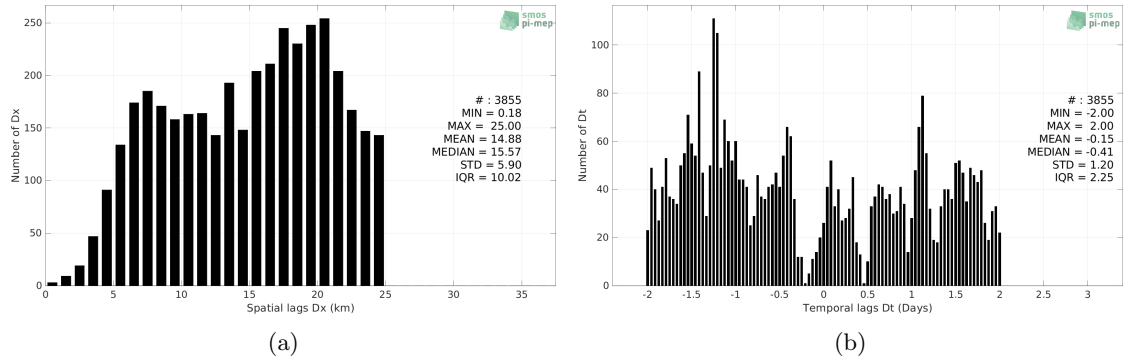 250
200
150
100
50
0
Number of Dx
0 5 10 15 20 25 30 35
Spatial lags Dx (km)
smos
pi-mep
# : 3855
MIN = 0.18
MAX = 25.00
MEAN = 14.88
MEDIAN = 15.57
STD = 5.90
IQR = 10.02
(a)
100
80
60
40
20
0
Number of Dt
-2 -1.5 -1 -0.5 0 0.5 1 1.5 2 2.5 3
Temporal lags Dt (Days)
smos
pi-mep
# : 3855
MIN = -2.00
MAX = 2.00
MEAN = -0.15
MEDIAN = -0.41
STD = 1.20
IQR = 2.25
(b)